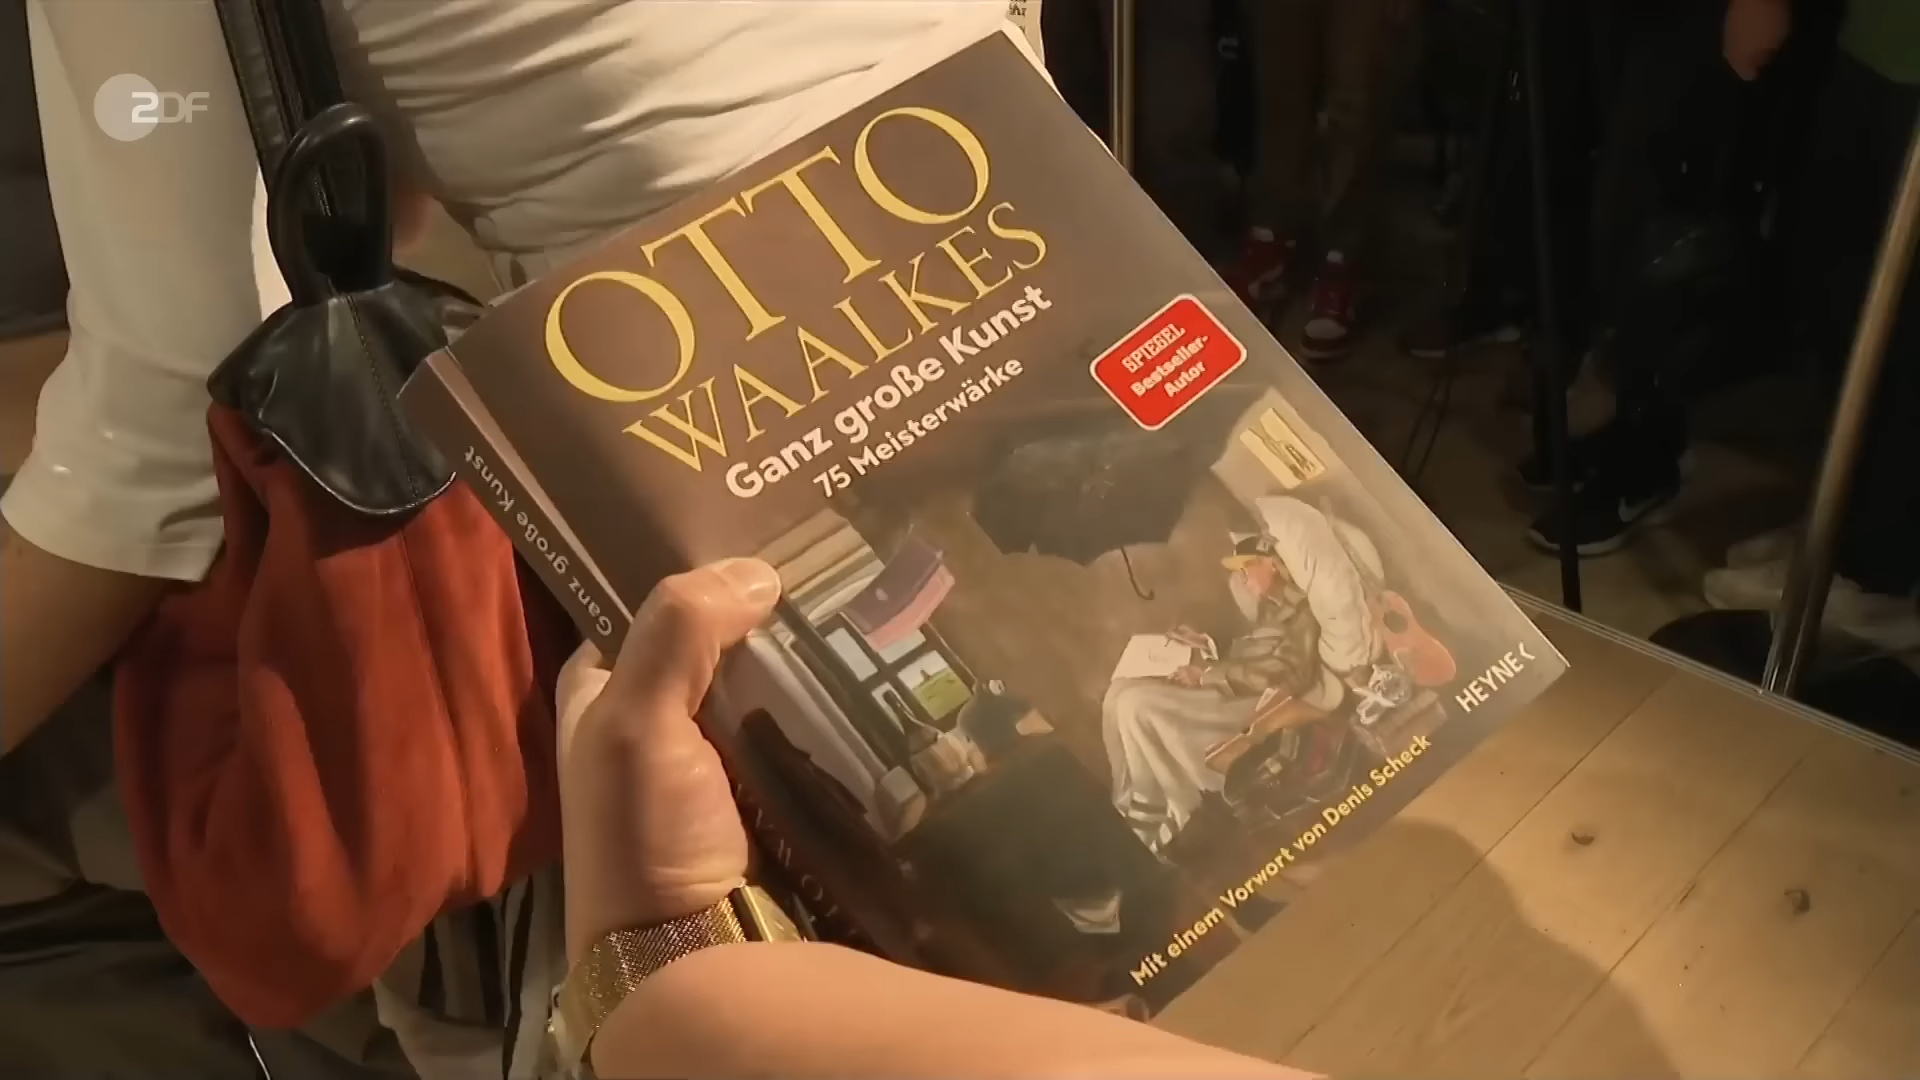 ZDF
OTTO
WAALKES
Ganz große Kunst
75 Meisterwärke
SPIEGEL
Bestseller-
Autor
Ganz große Kunst
HEYNE
Mit einem Vorwort von Denis Scheck